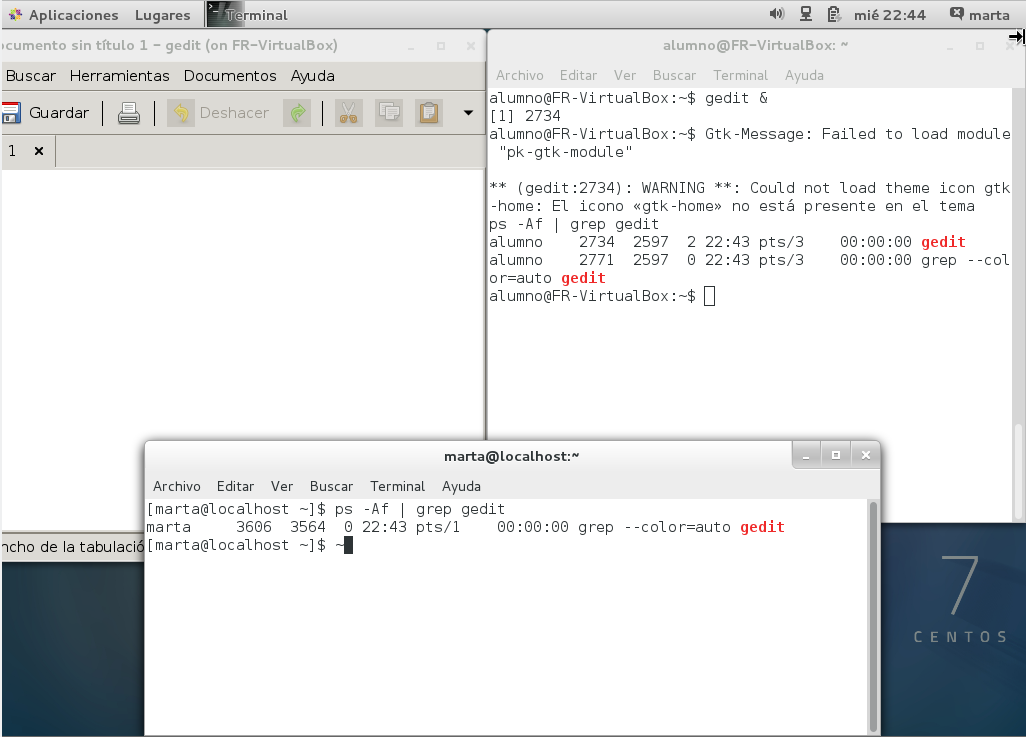 Aplicaciones Lugares Terminal mié 22:44 marta
ocumento sin título 1 - gedit (on FR-VirtualBox)
Buscar Herramientas Documentos Ayuda
Guardar Deshacer
1
alumno@FR-VirtualBox: ~
Archivo Editar Ver Buscar Terminal Ayuda
alumno@FR-VirtualBox:~$ gedit &
[1] 2734
alumno@FR-VirtualBox:~$ Gtk-Message: Failed to load module
"pk-gtk-module"
** (gedit:2734): WARNING **: Could not load theme icon gtk
-home: El icono «gtk-home» no está presente en el tema
ps -Af | grep gedit
alumno 2734 2597 2 22:43 pts/3 00:00:00 gedit
alumno 2771 2597 0 22:43 pts/3 00:00:00 grep --col
or=auto gedit
alumno@FR-VirtualBox:~$
marta@localhost:~
Archivo Editar Ver Buscar Terminal Ayuda
[marta@localhost ~]$ ps -Af | grep gedit
marta 3606 3564 0 22:43 pts/1 00:00:00 grep --color=auto gedit
[marta@localhost ~]$ ~
ncho de la tabulació
7
CENTOS